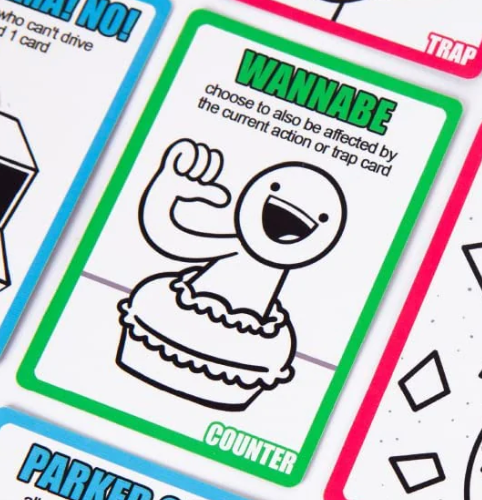 NO!
who can't drive
1 card
TRAP
WANNABE
choose to also be affected by
the current action or trap card
COUNTER
PARKER